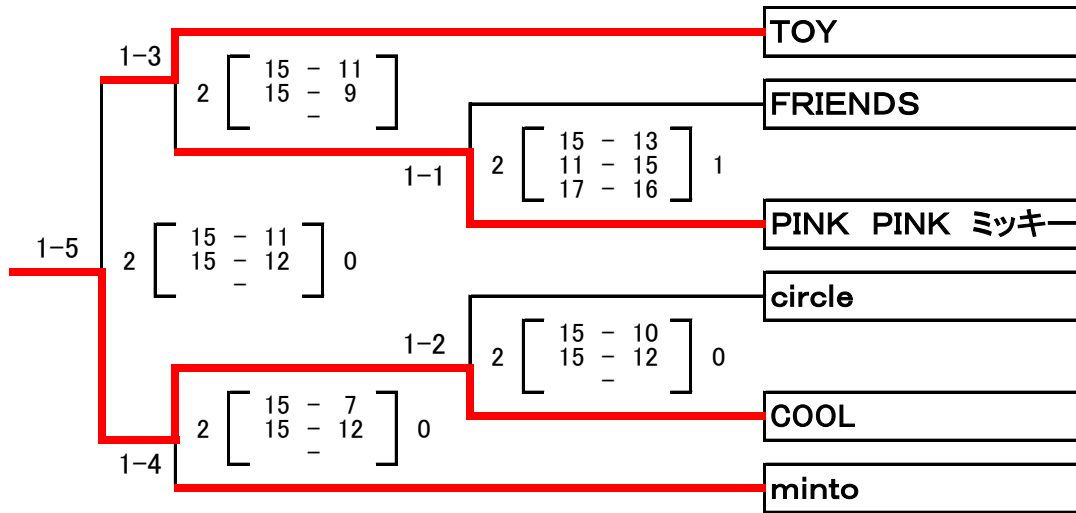 TOY
1-3
15 - 11
2
15 - 9
-
FRIENDS
15 - 13
2
11 - 15
1
1-1
17 - 16
PINK PINK ミッキー
15 - 11
1-5
2
15 - 12
0
-
circle
15 - 10
1-2
2
15 - 12
0
-
15 - 7
2
15 - 12
0
-
COOL
1-4
minto